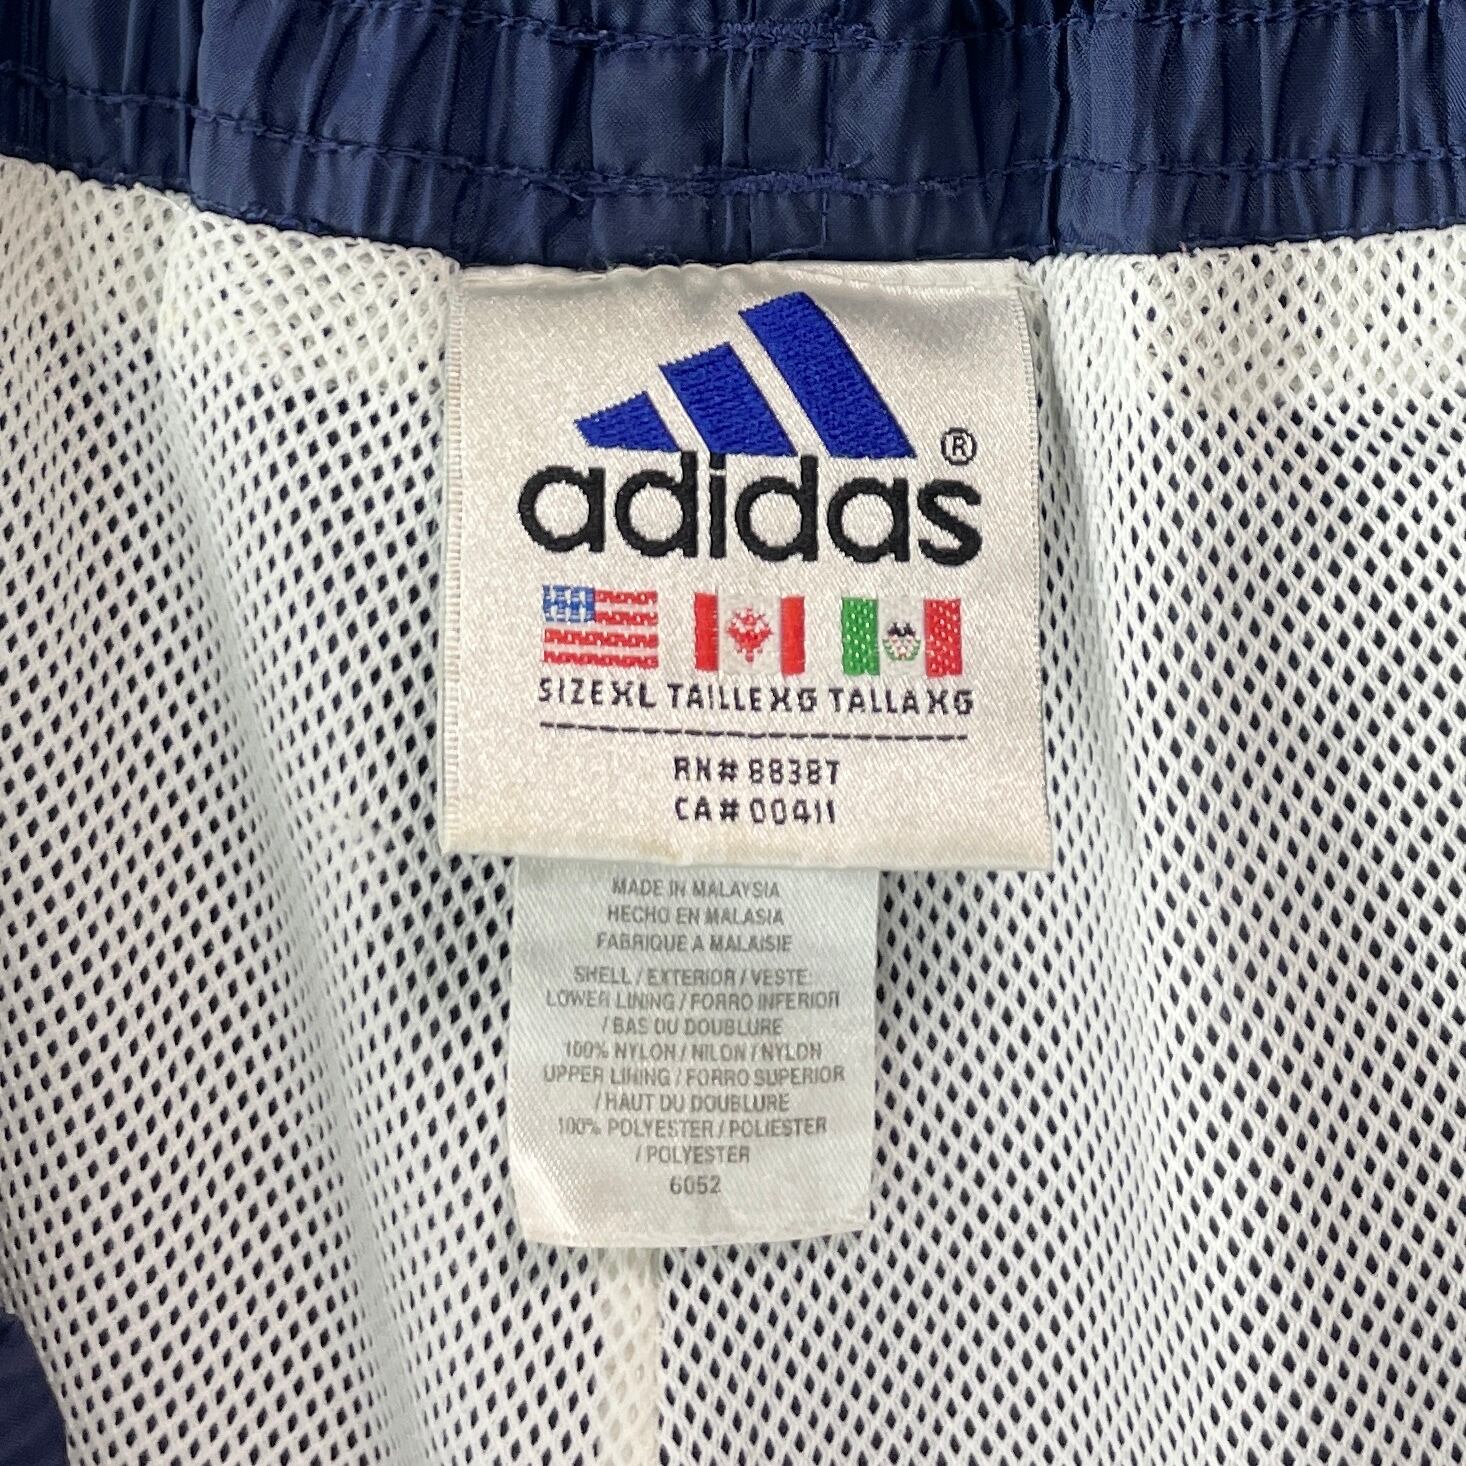 adidas®
SIZE XL TAILLE XG TALLA XG
RN# 88387
CA# 00411
MADE IN MALAYSIA
HECHO EN MALASIA
FABRIQUE A MALAISIE
SHELL / EXTERIOR / VESTE:
LOWER LINING / FORRO INFERIOR
/ BAS DU DOUBLURE
100% NYLON / NILON / NYLON
UPPER LINING / FORRO SUPERIOR
/ HAUT DU DOUBLURE
100% POLYESTER / POLIESTER
/ POLYESTER
6052